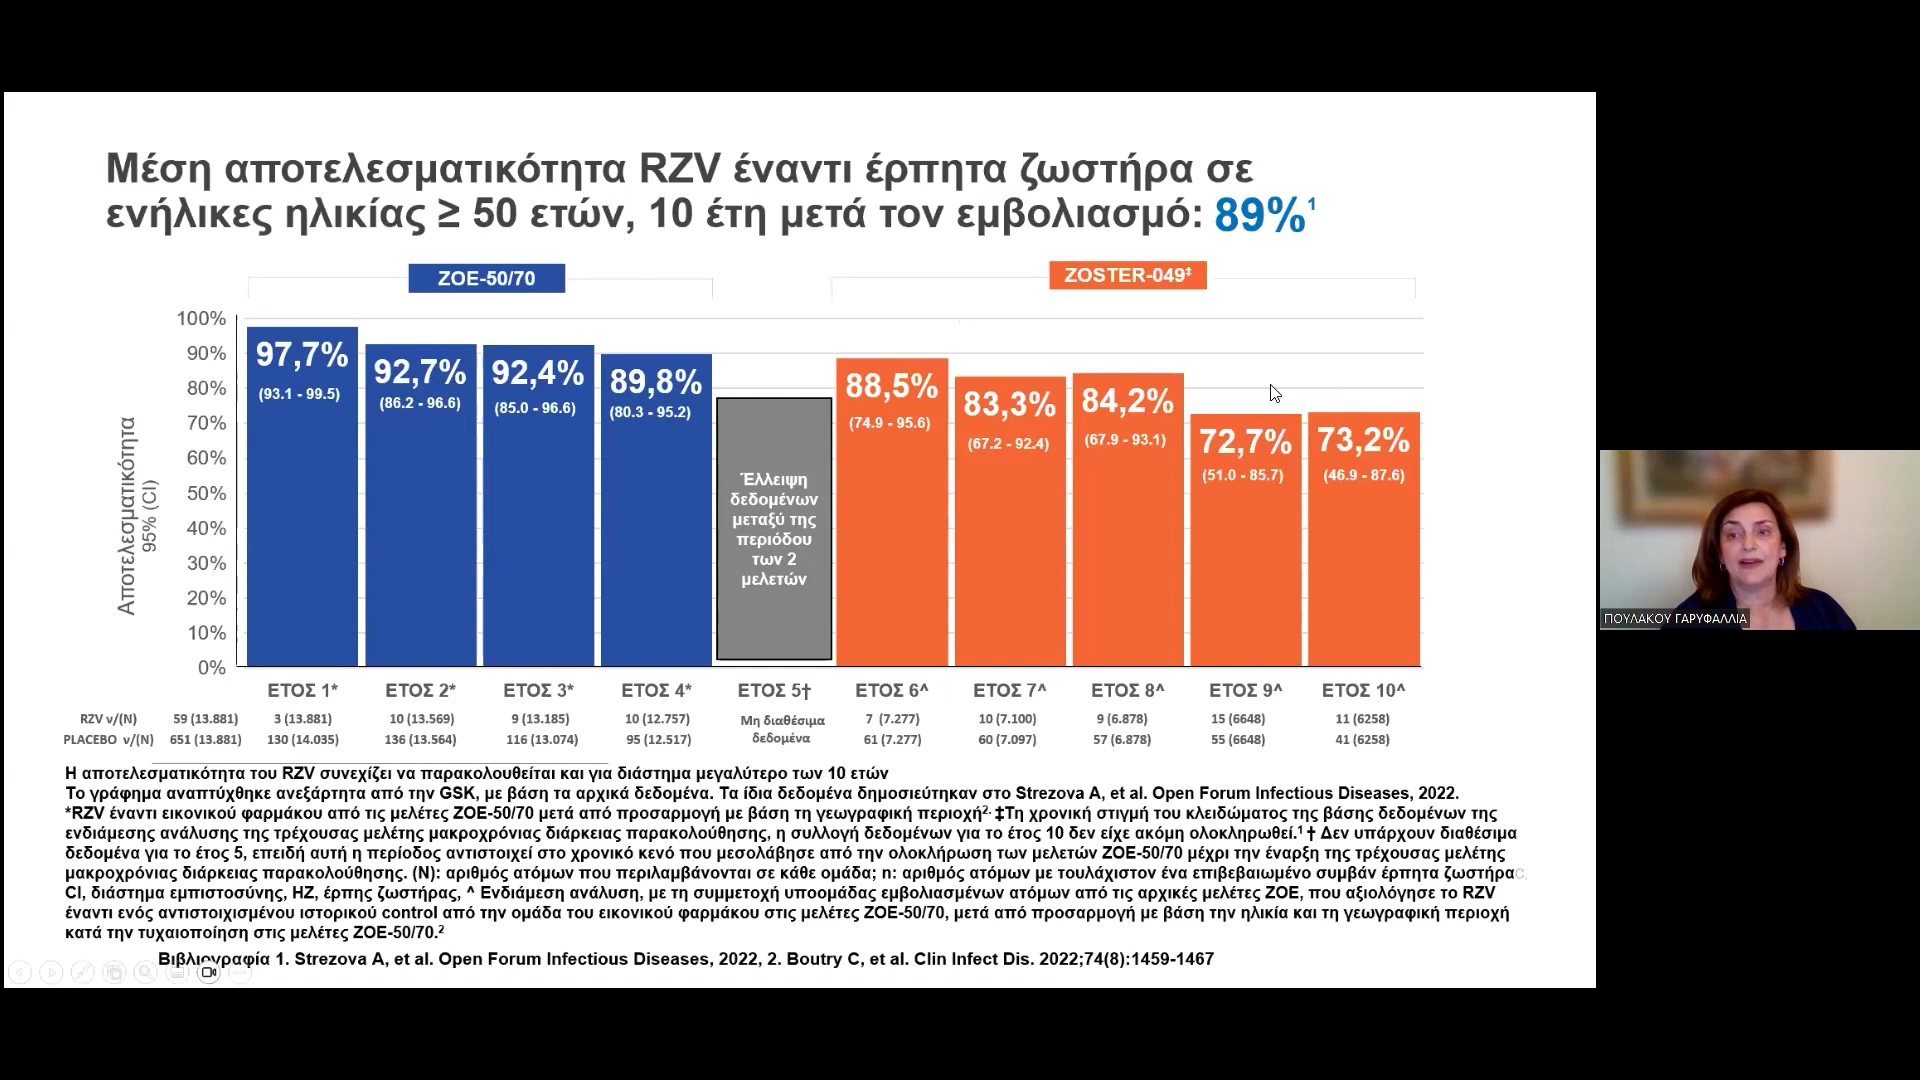 Μέση αποτελεσματικότητα RZV έναντι έρπητα ζωστήρα σε
ενήλικες ηλικίας ≥ 50 ετών, 10 έτη μετά τον εμβολιασμό: 89%¹
ZOE-50/70
ZOSTER-049‡
Αποτελεσματικότητα
95% (CI)
100%
90%
80%
70%
60%
50%
40%
30%
20%
10%
0%
97,7%
(93.1 - 99.5)
92,7%
(86.2 - 96.6)
92,4%
(85.0 - 96.6)
89,8%
(80.3 - 95.2)
Έλλειψη
δεδομένων
μεταξύ της
περιόδου
των 2
μελετών
88,5%
(74.9 - 95.6)
83,3%
(67.2 - 92.4)
84,2%
(67.9 - 93.1)
72,7%
(51.0 - 85.7)
73,2%
(46.9 - 87.6)
ΕΤΟΣ 1* ΕΤΟΣ 2* ΕΤΟΣ 3* ΕΤΟΣ 4* ΕΤΟΣ 5† ΕΤΟΣ 6^ ΕΤΟΣ 7^ ΕΤΟΣ 8^ ΕΤΟΣ 9^ ΕΤΟΣ 10^
RZV ν/(N) 59 (13.881) 3 (13.881) 10 (13.569) 9 (13.185) 10 (12.757) Μη διαθέσιμα 7 (7.277) 10 (7.100) 9 (6.878) 15 (6648) 11 (6258)
PLACEBO ν/(N) 651 (13.881) 130 (14.035) 136 (13.564) 116 (13.074) 95 (12.517) δεδομένα 61 (7.277) 60 (7.097) 57 (6.878) 55 (6648) 41 (6258)
Η αποτελεσματικότητα του RZV συνεχίζει να παρακολουθείται και για διάστημα μεγαλύτερο των 10 ετών
Το γράφημα αναπτύχθηκε ανεξάρτητα από την GSK, με βάση τα αρχικά δεδομένα. Τα ίδια δεδομένα δημοσιεύτηκαν στο Strezova A, et al. Open Forum Infectious Diseases, 2022.
*RZV έναντι εικονικού φαρμάκου από τις μελέτες ZOE-50/70 μετά από προσαρμογή με βάση τη γεωγραφική περιοχή². ‡Τη χρονική στιγμή του κλειδώματος της βάσης δεδομένων της
ενδιάμεσης ανάλυσης της τρέχουσας μελέτης μακροχρόνιας διάρκειας παρακολούθησης, η συλλογή δεδομένων για το έτος 10 δεν είχε ακόμη ολοκληρωθεί.¹ † Δεν υπάρχουν διαθέσιμα
δεδομένα για το έτος 5, επειδή αυτή η περίοδος αντιστοιχεί στο χρονικό κενό που μεσολάβησε από την ολοκλήρωση των μελετών ZOE-50/70 μέχρι την έναρξη της τρέχουσας μελέτης
μακροχρόνιας διάρκειας παρακολούθησης. (N): αριθμός ατόμων που περιλαμβάνονται σε κάθε ομάδα; n: αριθμός ατόμων με τουλάχιστον ένα επιβεβαιωμένο συμβάν έρπητα ζωστήρα
CI, διάστημα εμπιστοσύνης, HZ, έρπης ζωστήρας, ^ Ενδιάμεση ανάλυση, με τη συμμετοχή υποομάδας εμβολιασμένων ατόμων από τις αρχικές μελέτες ZOE, που αξιολόγησε το RZV
έναντι ενός αντιστοιχισμένου ιστορικού control από την ομάδα του εικονικού φαρμάκου στις μελέτες ZOE-50/70, μετά από προσαρμογή με βάση την ηλικία και τη γεωγραφική περιοχή
κατά την τυχαιοποίηση στις μελέτες ZOE-50/70.²
Βιβλιογραφία 1. Strezova A, et al. Open Forum Infectious Diseases, 2022, 2. Boutry C, et al. Clin Infect Dis. 2022;74(8):1459-1467
ΠΟΥΛΑΚΟΥ ΓΑΡΥΦΑΛΛΙΑ